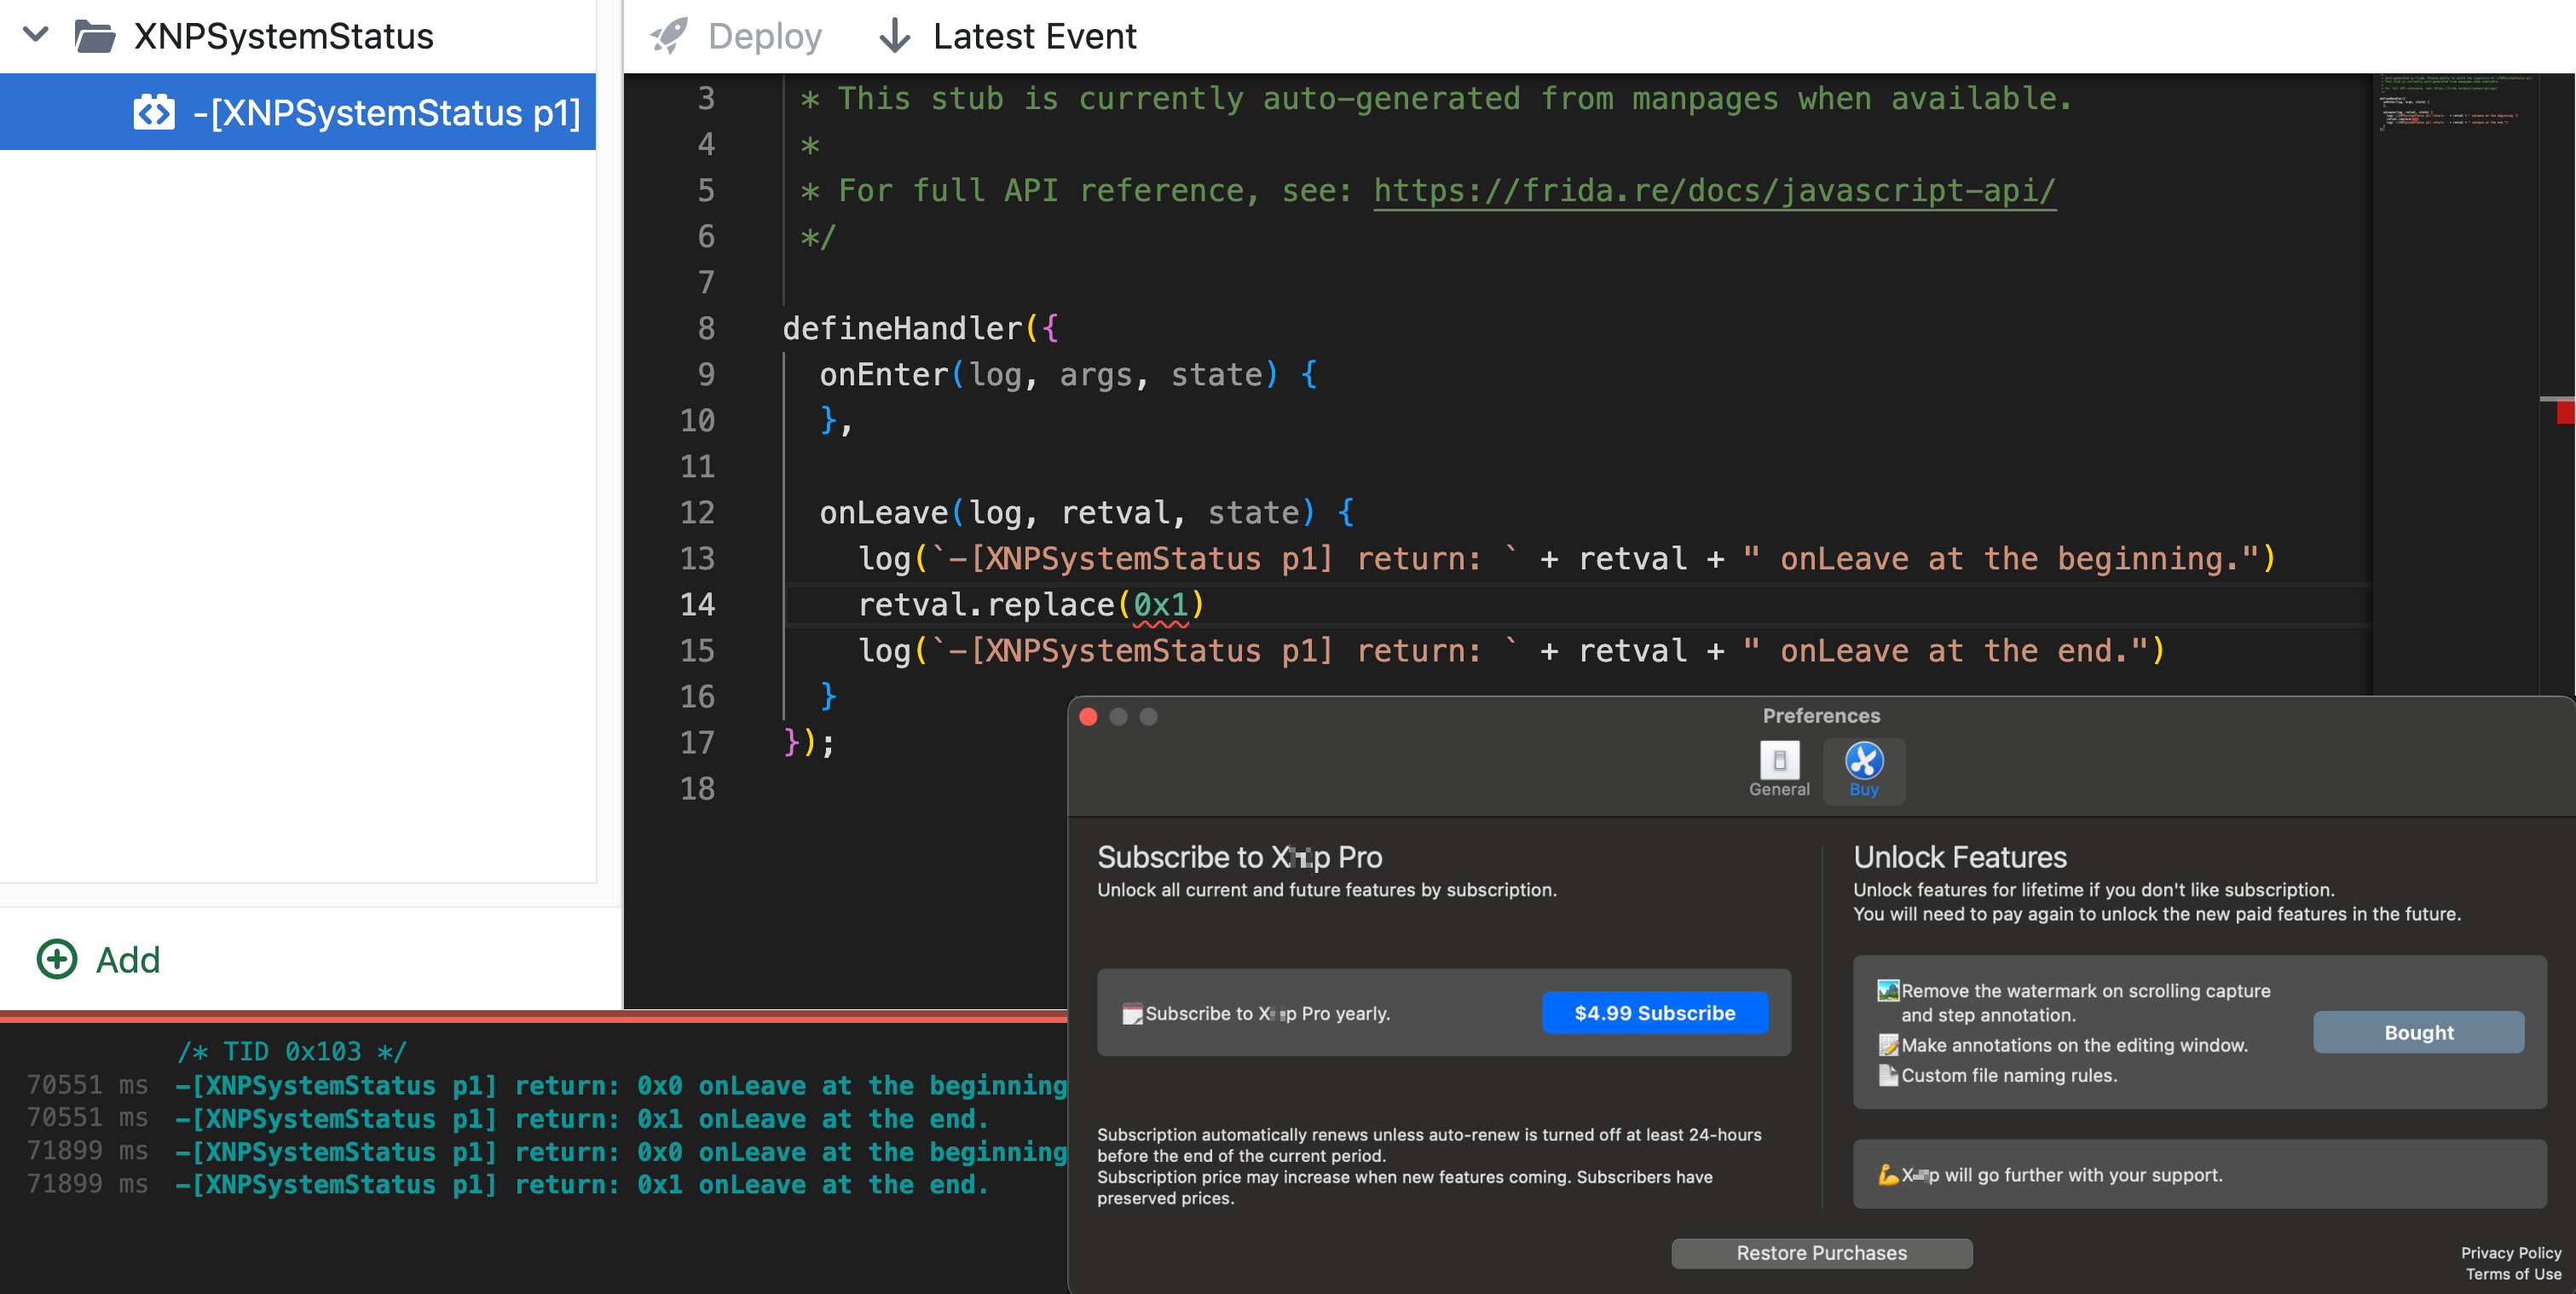 XNPSystemStatus
-[XNPSystemStatus p1]
Add
Deploy
Latest Event
3 * This stub is currently auto-generated from manpages when available.
4 *
5 * For full API reference, see: https://frida.re/docs/javascript-api/
6 */
7
8 defineHandler({
9 onEnter(log, args, state) {
10 },
11
12 onLeave(log, retval, state) {
13 log(`-[XNPSystemStatus p1] return: ` + retval + " onLeave at the beginning.")
14 retval.replace(0x1)
15 log(`-[XNPSystemStatus p1] return: ` + retval + " onLeave at the end.")
16 }
17 });
18
/* TID 0x103 */
70551 ms -[XNPSystemStatus p1] return: 0x0 onLeave at the beginning
70551 ms -[XNPSystemStatus p1] return: 0x1 onLeave at the end.
71899 ms -[XNPSystemStatus p1] return: 0x0 onLeave at the beginning
71899 ms -[XNPSystemStatus p1] return: 0x1 onLeave at the end.
Preferences
General
Buy
Subscribe to Pro
Unlock all current and future features by subscription.
Subscribe to Pro yearly.
$4.99 Subscribe
Subscription automatically renews unless auto-renew is turned off at least 24-hours
before the end of the current period.
Subscription price may increase when new features coming. Subscribers have
preserved prices.
Unlock Features
Unlock features for lifetime if you don't like subscription.
You will need to pay again to unlock the new paid features in the future.
Remove the watermark on scrolling capture
and step annotation.
Make annotations on the editing window.
Custom file naming rules.
Bought
will go further with your support.
Restore Purchases
Privacy Policy
Terms of Use